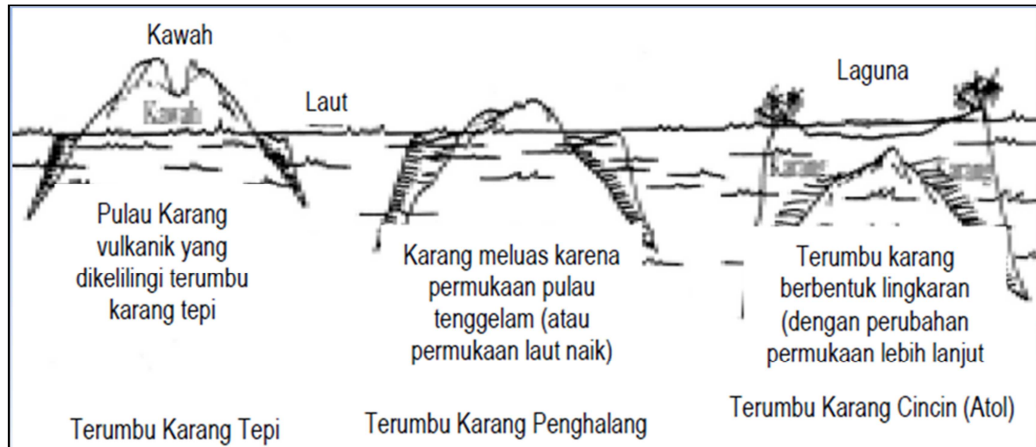 Kawah
Kawah
Laut
Pulau Karang
vulkanik yang
dikelilingi terumbu
karang tepi
Terumbu Karang Tepi
Karang meluas karena
permukaan pulau
tenggelam (atau
permukaan laut naik)
Terumbu Karang Penghalang
Laguna
Karang
Karang
Terumbu karang
berbentuk lingkaran
(dengan perubahan
permukaan lebih lanjut
Terumbu Karang Cincin (Atol)